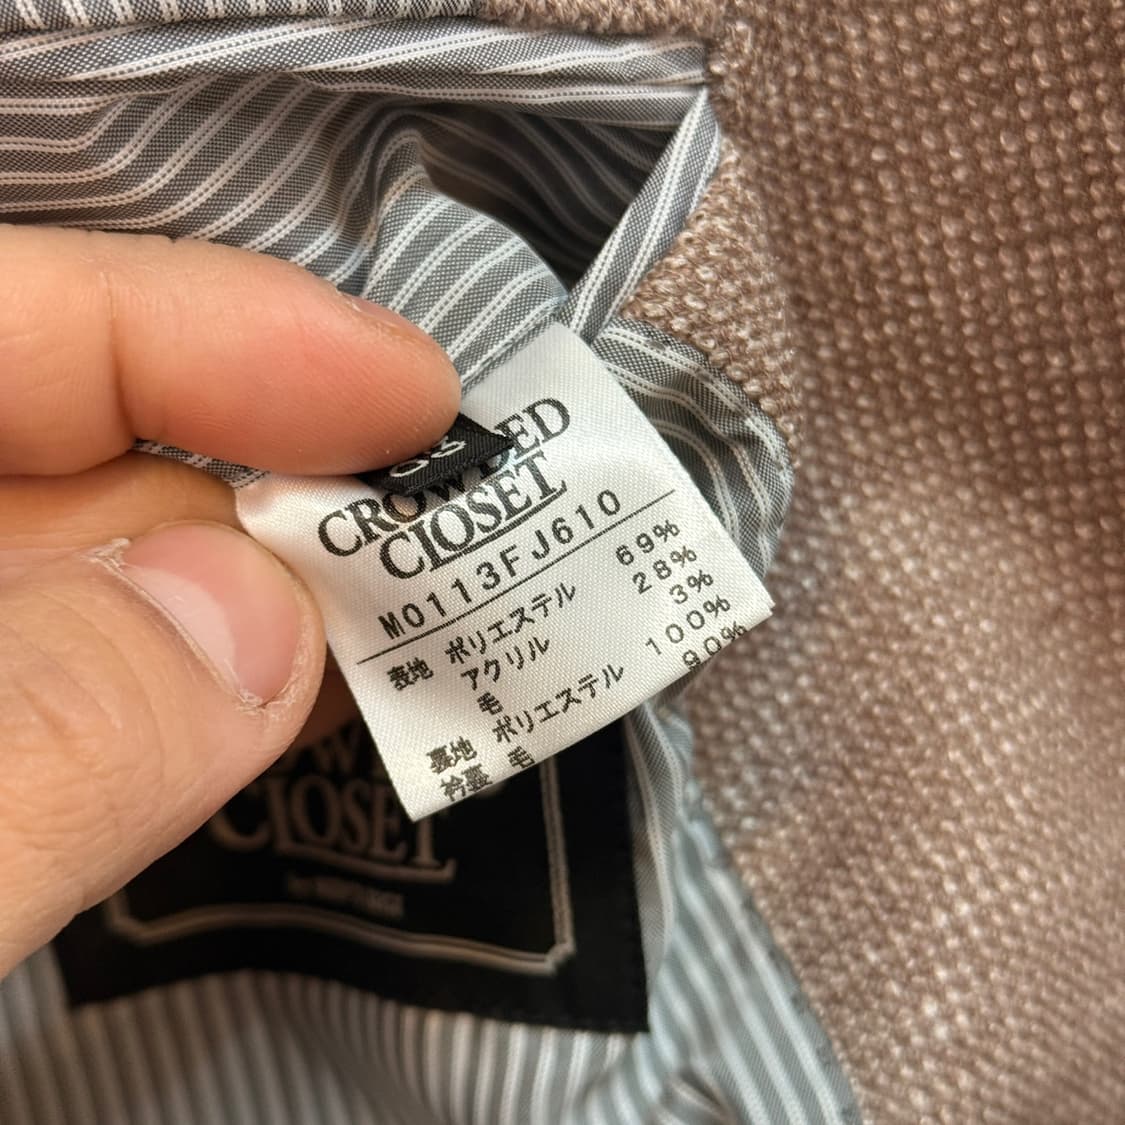 CROWDED
CLOSET
M0113FJ610
表地 ポリエステル 69%
アクリル 28%
毛 3%
裏地 ポリエステル 100%
衿裏 毛 90%
CLOSET